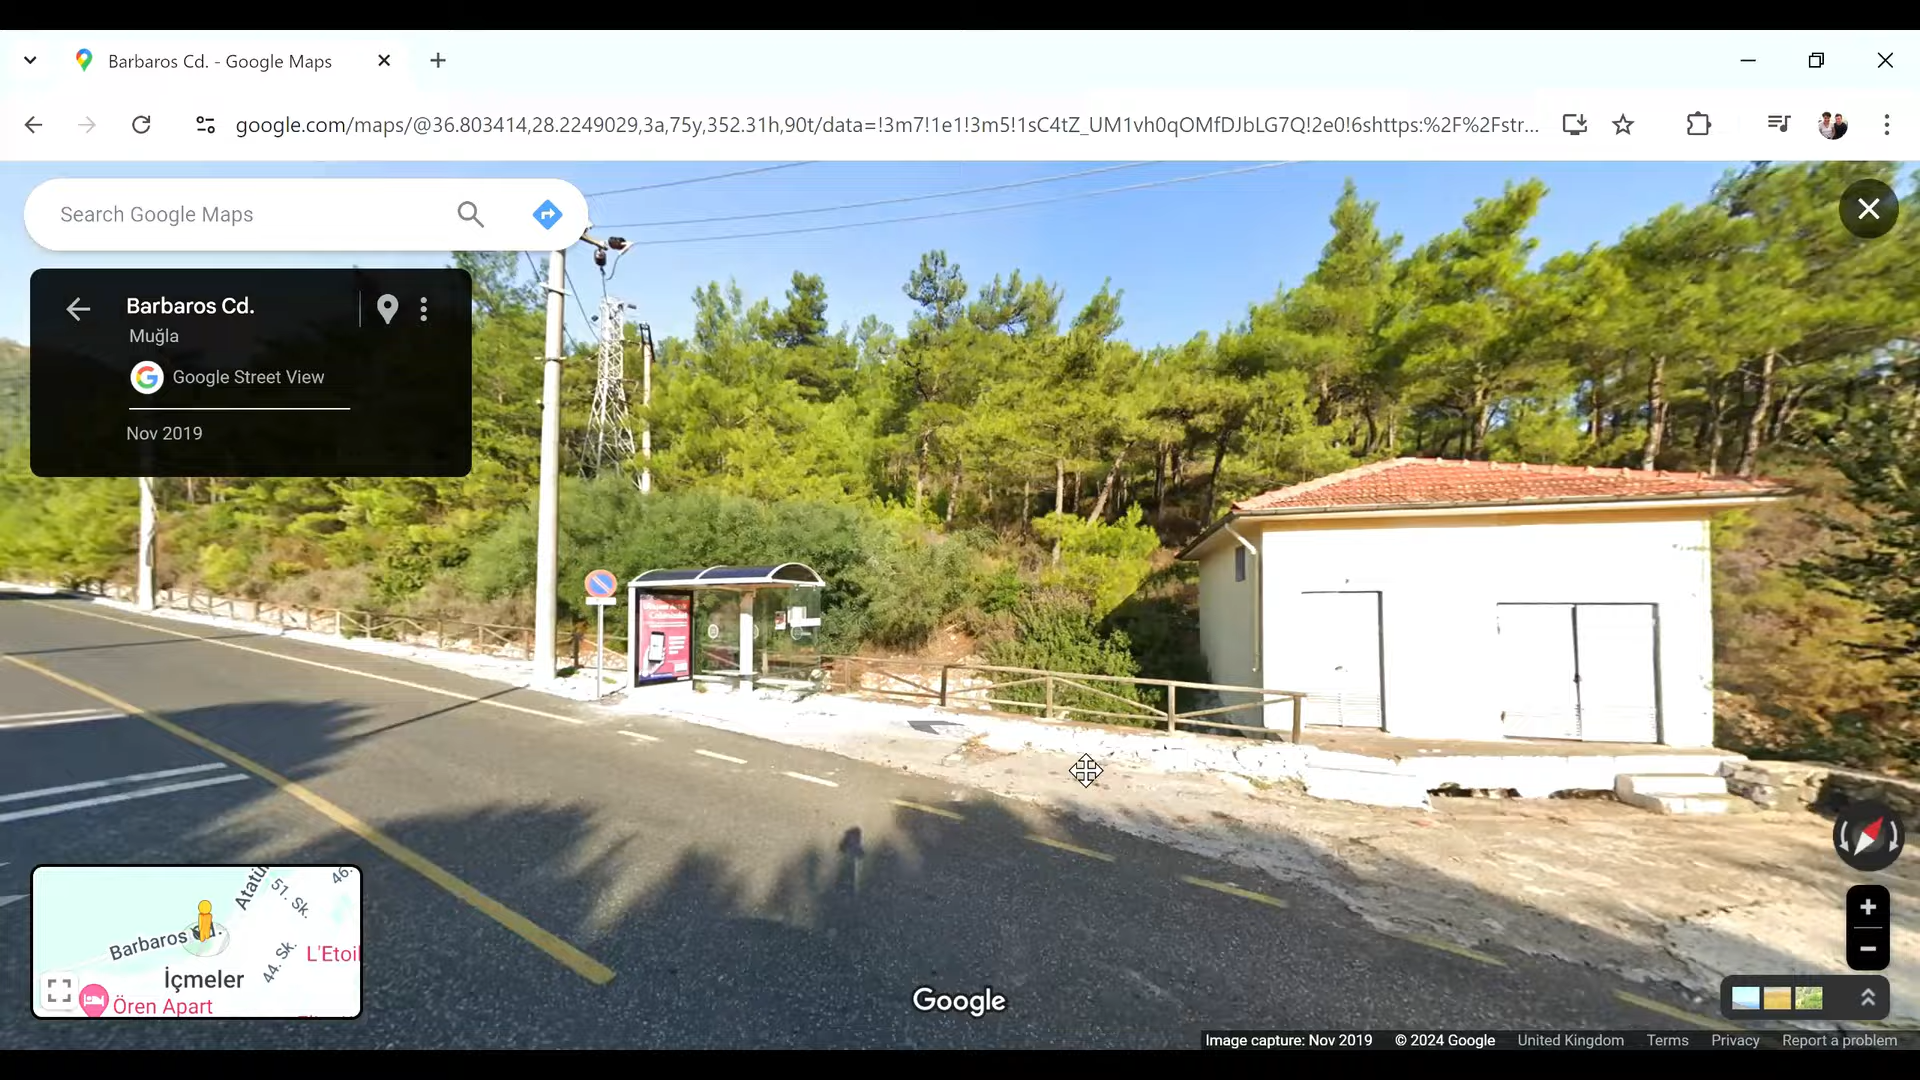 Barbaros Cd. - Google Maps
google.com/maps/@36.803414,28.2249029,3a,75y,352.31h,90t/data=!3m7!1e1!3m5!1sC4tZ_UM1vh0qOMfDJbLG7Q!2e0!6shttps:%2F%2Fstr...
Search Google Maps
Barbaros Cd.
Muğla
Google Street View
Nov 2019
Atatü
51. Sk.
46.
Barbaros Cd.
44. Sk.
L'Etoil
İçmeler
Ören Apart
Google
Image capture: Nov 2019 © 2024 Google United Kingdom Terms Privacy Report a problem